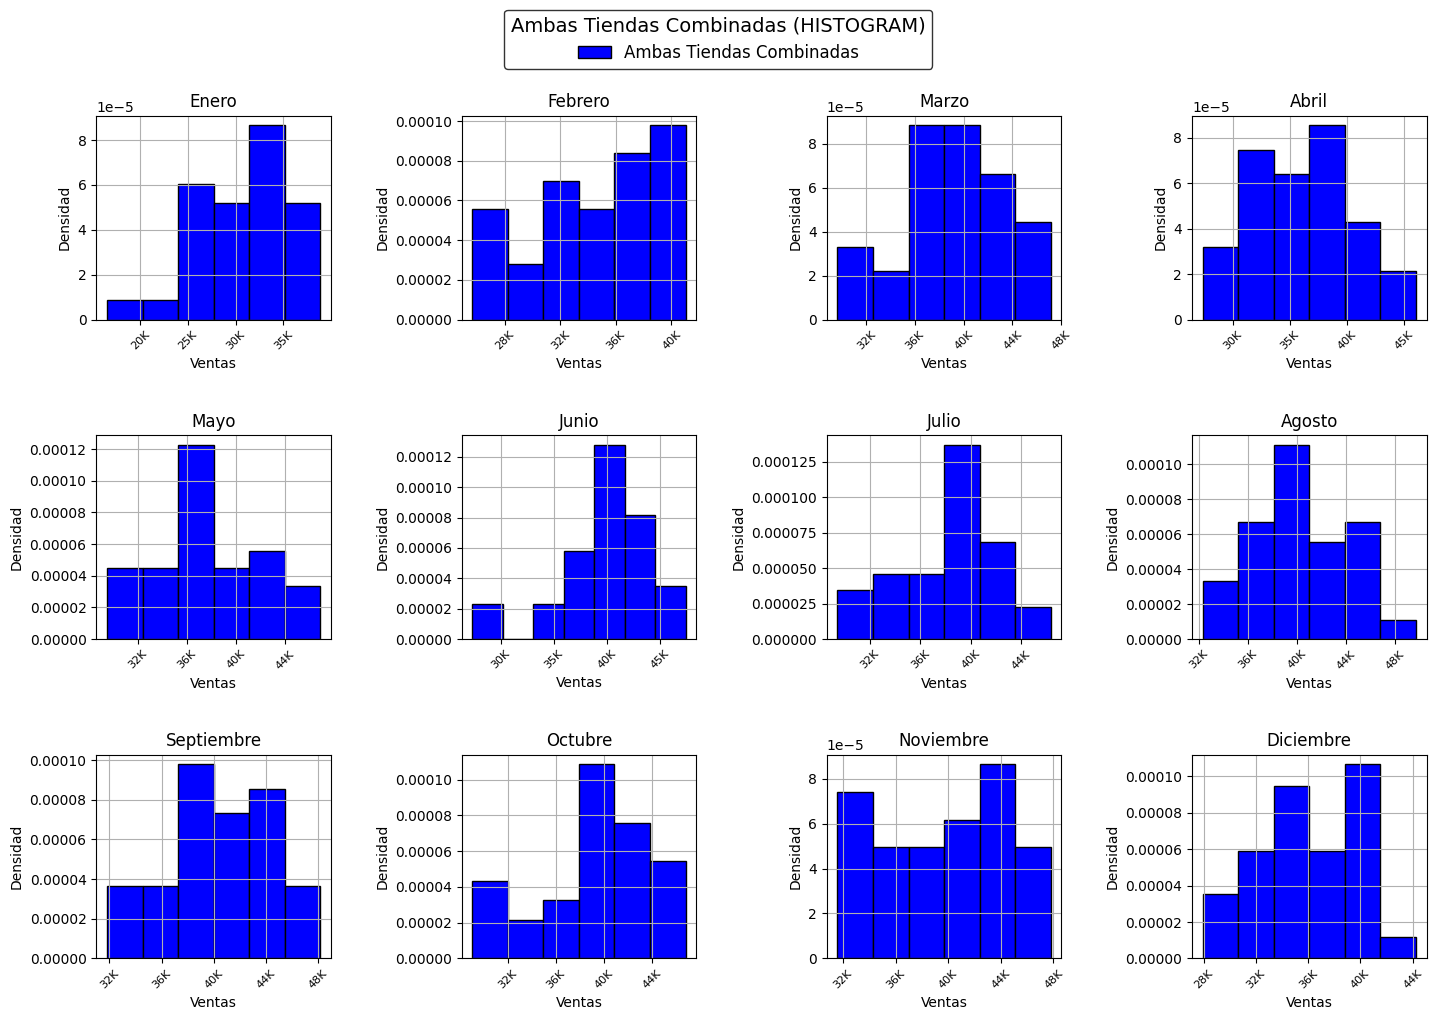 Ambas Tiendas Combinadas (HISTOGRAM)
Ambas Tiendas Combinadas
Enero
1e−5
8
6
4
2
0
Densidad
20K 25K 30K 35K
Ventas
Febrero
0.00010
0.00008
0.00006
0.00004
0.00002
0.00000
Densidad
28K 32K 36K 40K
Ventas
Marzo
1e−5
8
6
4
2
0
Densidad
32K 36K 40K 44K 48K
Ventas
Abril
1e−5
8
6
4
2
0
Densidad
30K 35K 40K 45K
Ventas
Mayo
0.00012
0.00010
0.00008
0.00006
0.00004
0.00002
0.00000
Densidad
32K 36K 40K 44K
Ventas
Junio
0.00012
0.00010
0.00008
0.00006
0.00004
0.00002
0.00000
Densidad
30K 35K 40K 45K
Ventas
Julio
0.000125
0.000100
0.000075
0.000050
0.000025
0.000000
Densidad
32K 36K 40K 44K
Ventas
Agosto
0.00010
0.00008
0.00006
0.00004
0.00002
0.00000
Densidad
32K 36K 40K 44K 48K
Ventas
Septiembre
0.00010
0.00008
0.00006
0.00004
0.00002
0.00000
Densidad
32K 36K 40K 44K 48K
Ventas
Octubre
0.00010
0.00008
0.00006
0.00004
0.00002
0.00000
Densidad
32K 36K 40K 44K
Ventas
Noviembre
1e−5
8
6
4
2
0
Densidad
32K 36K 40K 44K 48K
Ventas
Diciembre
0.00010
0.00008
0.00006
0.00004
0.00002
0.00000
Densidad
28K 32K 36K 40K 44K
Ventas